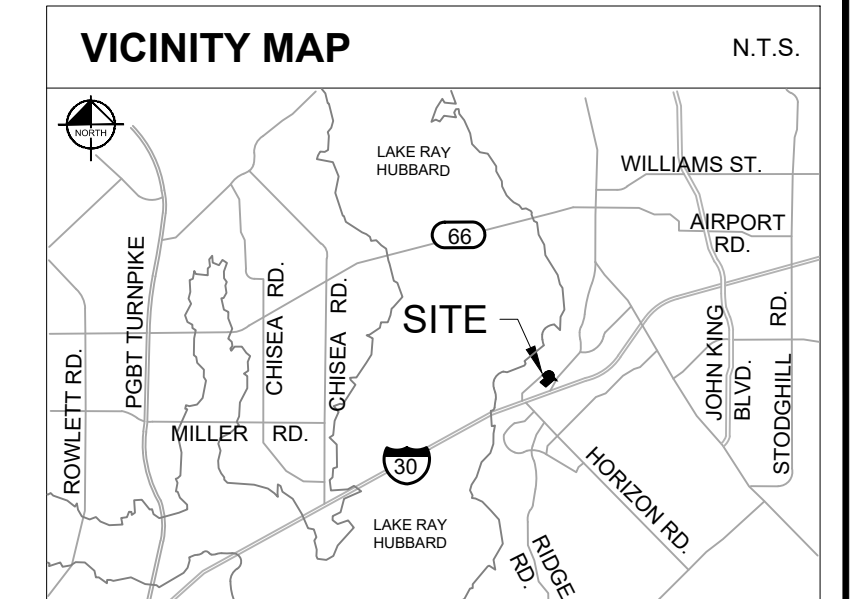 VICINITY MAP
N.T.S.
NORTH
LAKE RAY
HUBBARD
WILLIAMS ST.
66
AIRPORT
RD.
PGBT TURNPIKE
CHISEA RD.
CHISEA RD.
SITE
ROWLETT RD.
JOHN KING
BLVD.
STODGHILL RD.
MILLER RD.
30
HORIZON RD.
LAKE RAY
HUBBARD
RIDGE
RD.